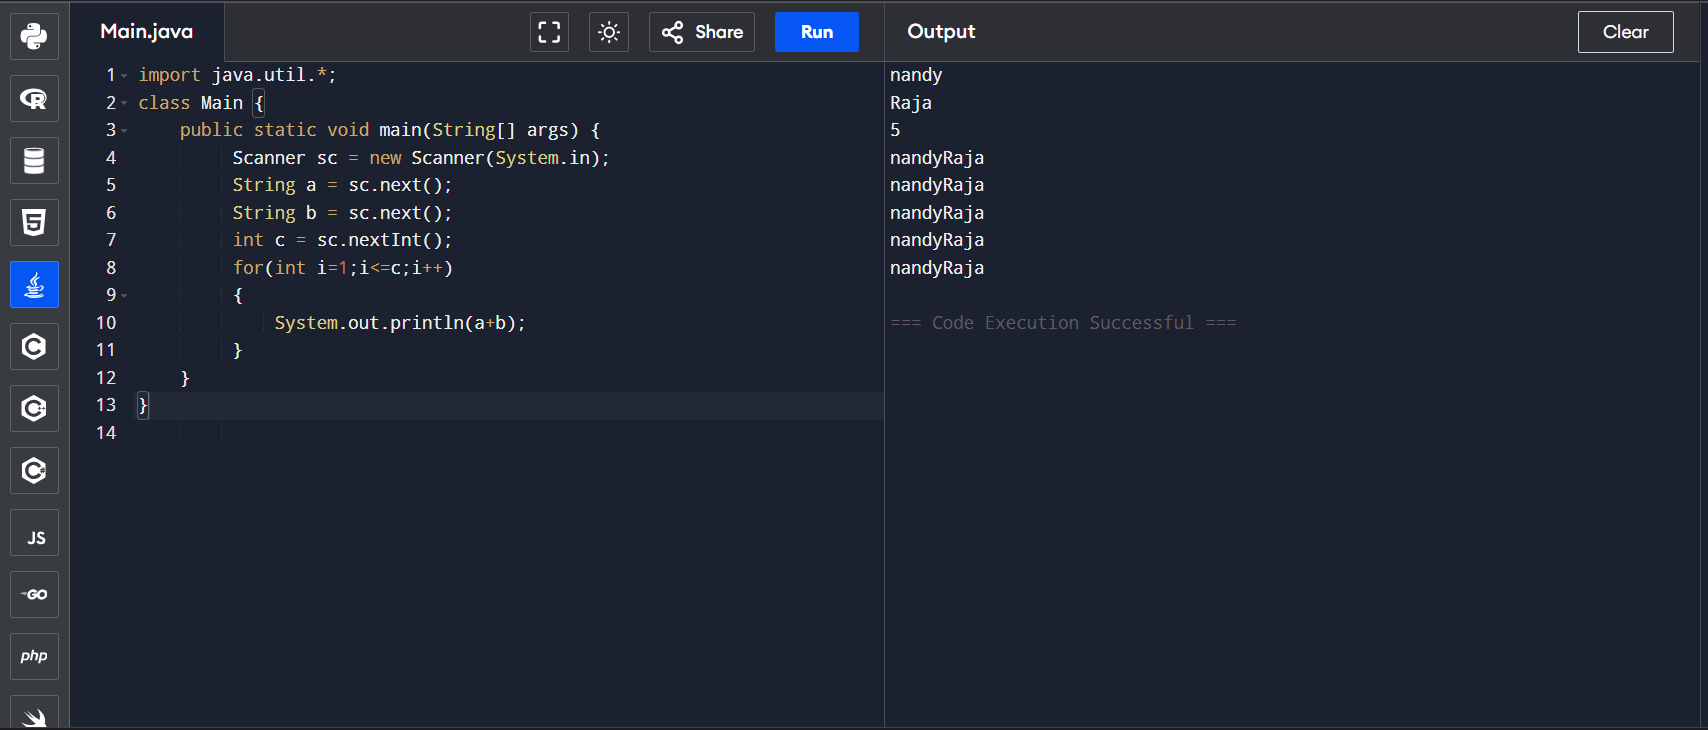 Main.java
Share
Run
Output
Clear
1 import java.util.*;
2 class Main {
3 public static void main(String[] args) {
4 Scanner sc = new Scanner(System.in);
5 String a = sc.next();
6 String b = sc.next();
7 int c = sc.nextInt();
8 for(int i=1;i<=c;i++)
9 {
10 System.out.println(a+b);
11 }
12 }
13 }
14
nandy
Raja
5
nandyRaja
nandyRaja
nandyRaja
nandyRaja
nandyRaja
=== Code Execution Successful ===
R
5
C
C++
C#
JS
GO
php